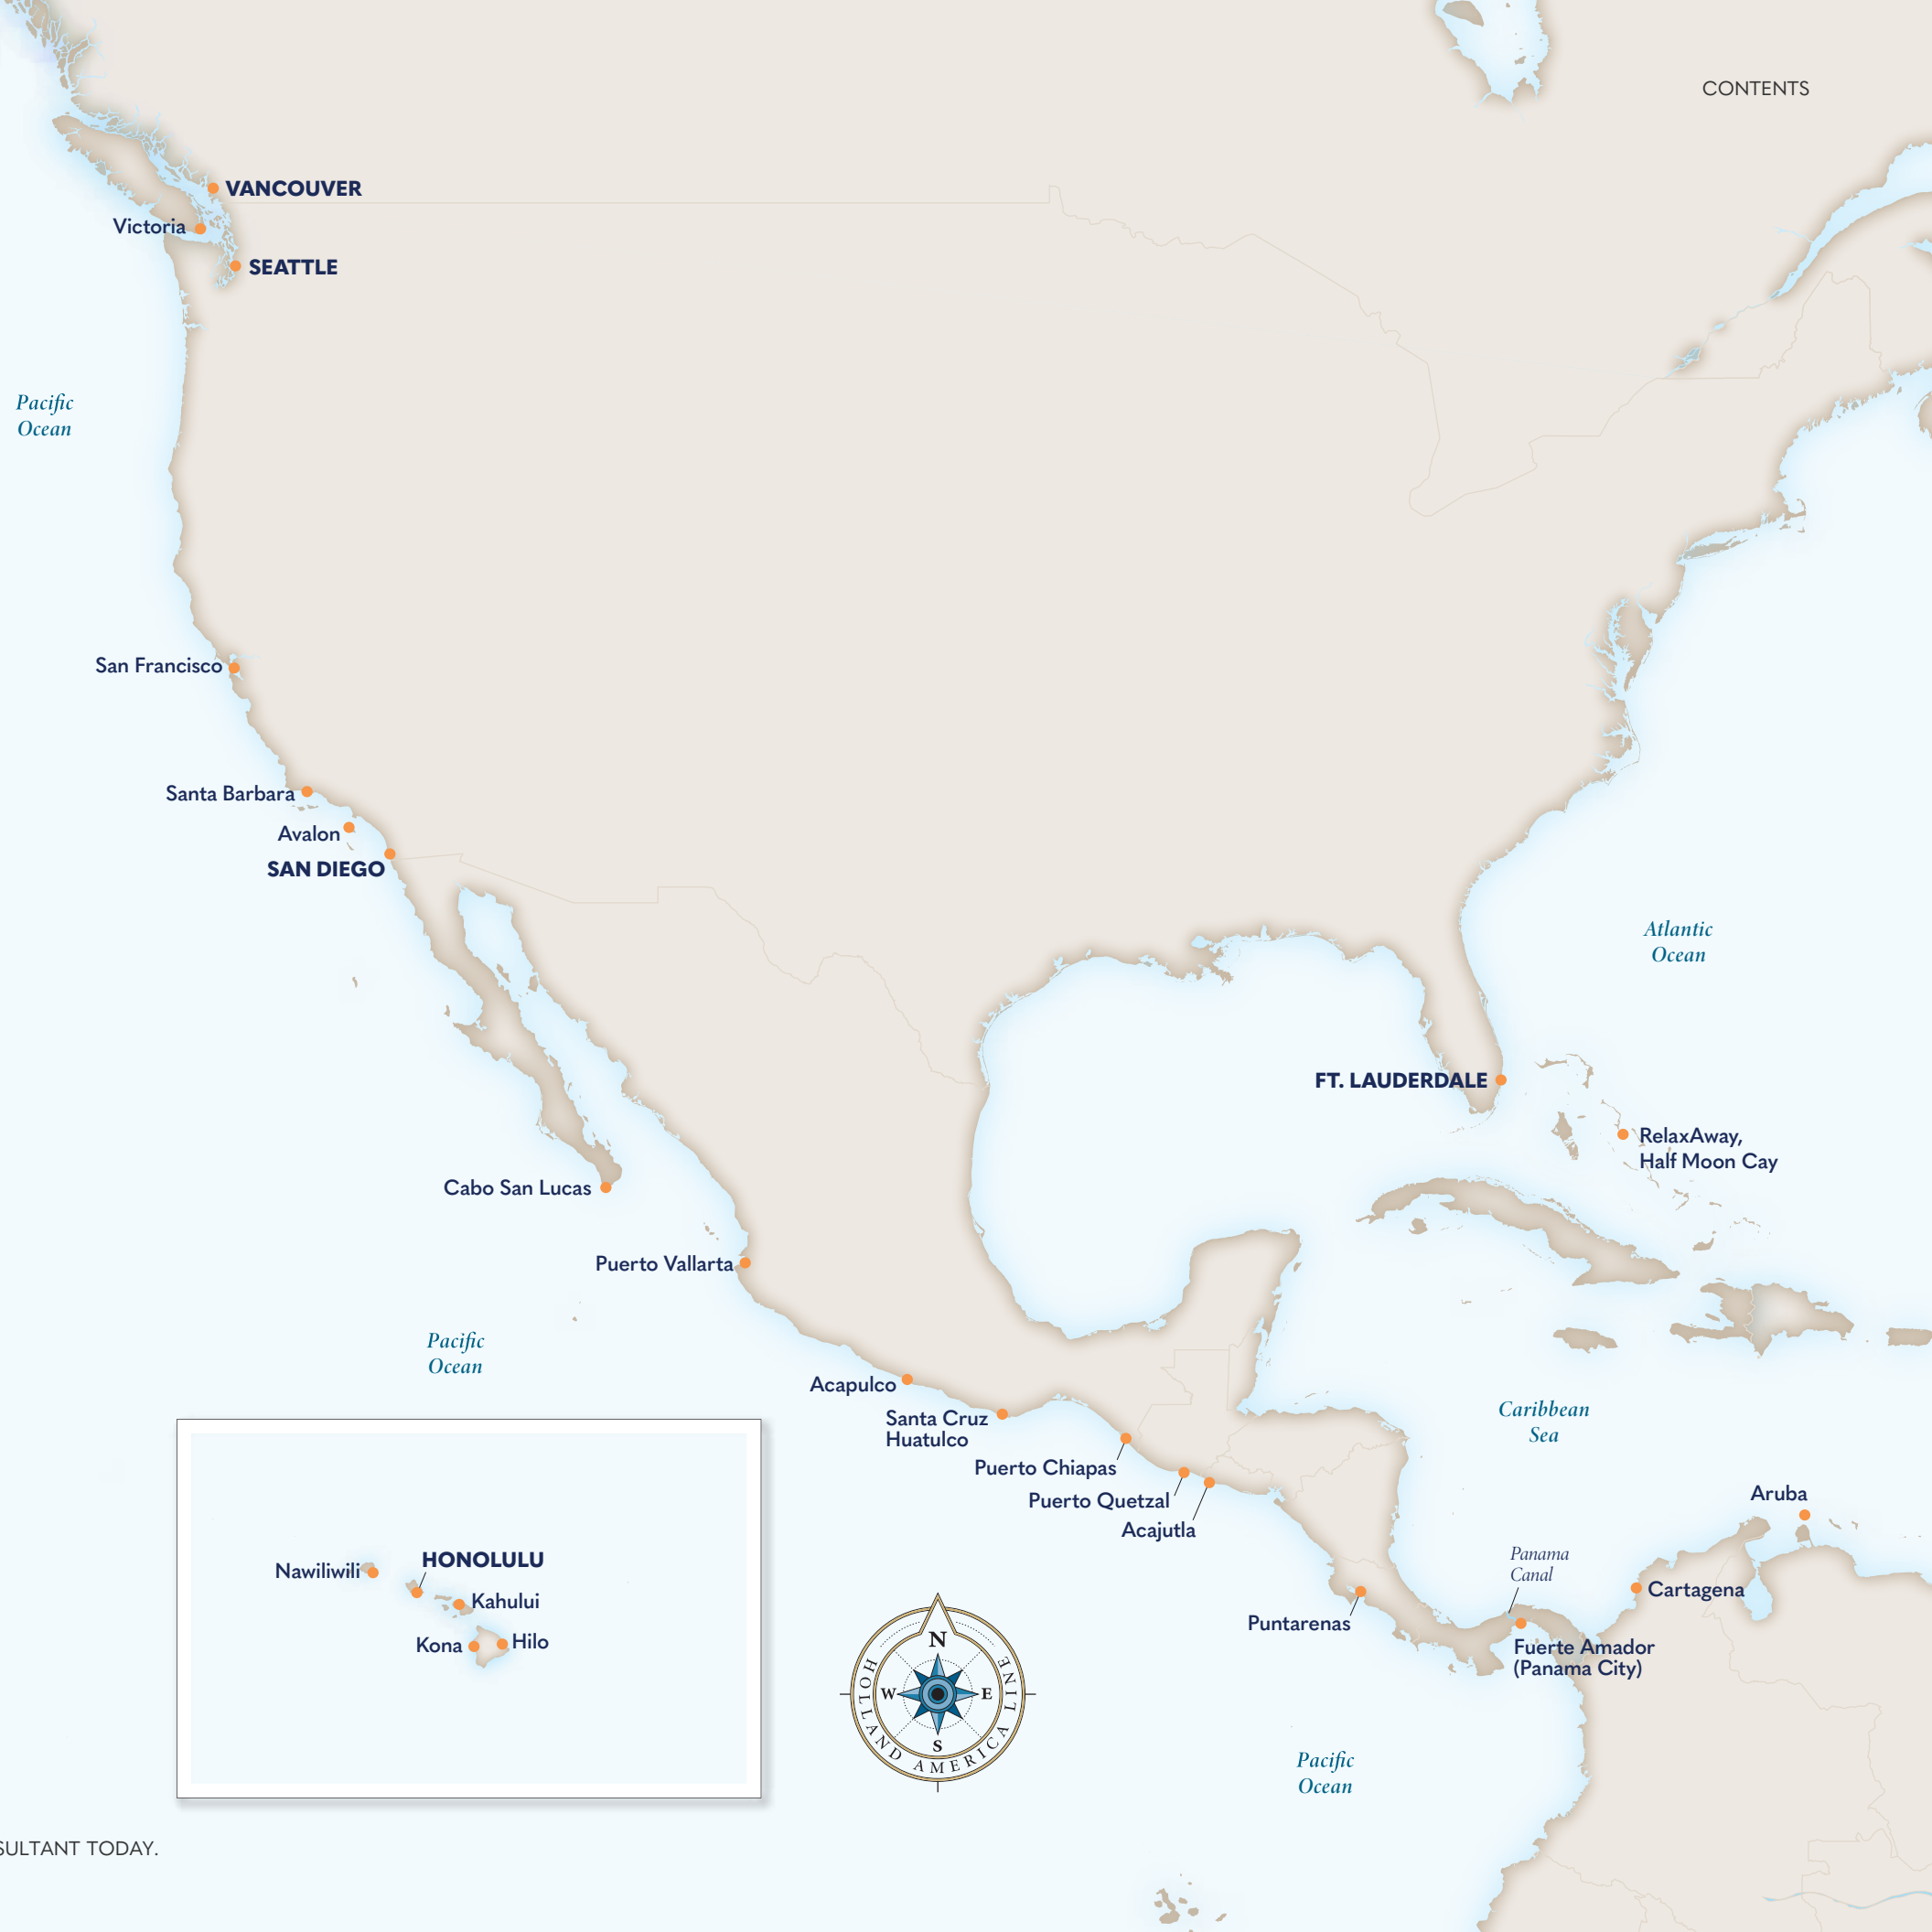 CONTENTS
VANCOUVER
Victoria
SEATTLE
Pacific
Ocean
San Francisco
Santa Barbara
Avalon
SAN DIEGO
Atlantic
Ocean
FT. LAUDERDALE
RelaxAway,
Half Moon Cay
Cabo San Lucas
Puerto Vallarta
Pacific
Ocean
Acapulco
Santa Cruz
Huatulco
Puerto Chiapas
Puerto Quetzal
Acajutla
Caribbean
Sea
Aruba
Panama
Canal
Cartagena
Puntarenas
Fuerte Amador
(Panama City)
HONOLULU
Nawiliwili
Kahului
Kona
Hilo
N
W
E
S
HOLLAND AMERICA LINE
Pacific
Ocean
SULTANT TODAY.